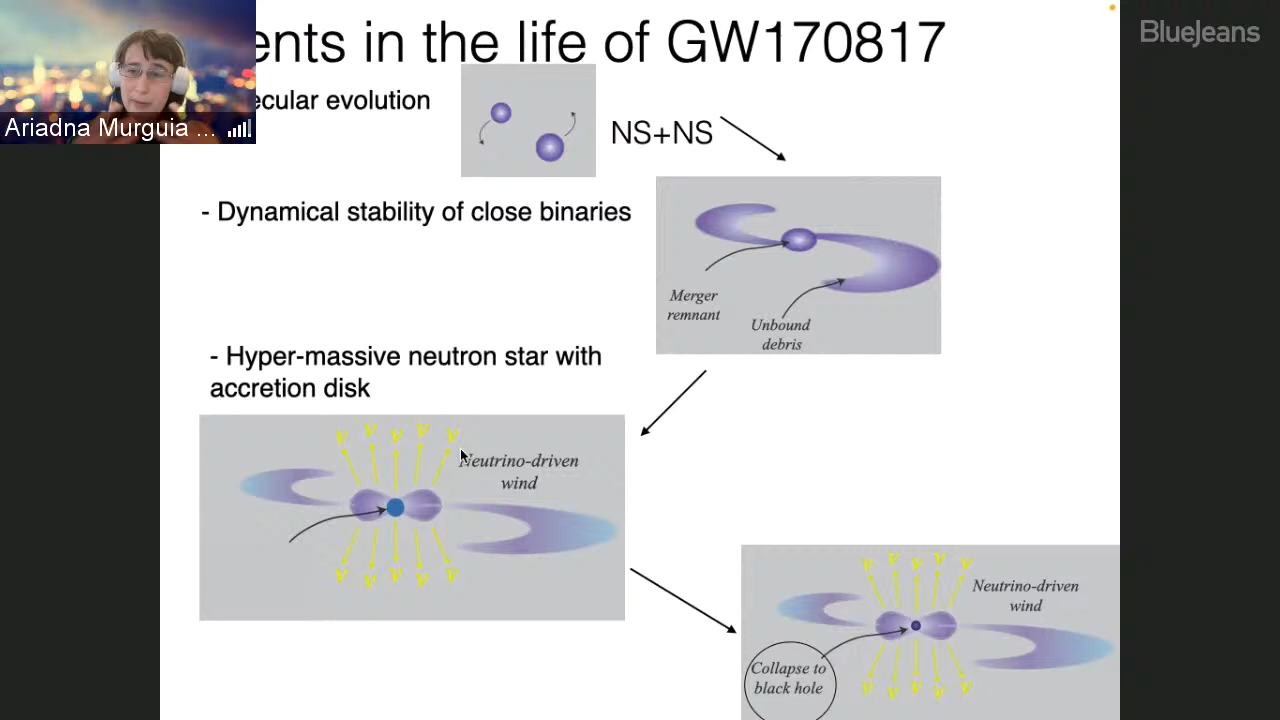 ents in the life of GW170817
BlueJeans
ecular evolution
Ariadna Murguia ...
NS+NS
- Dynamical stability of close binaries
Merger
remnant
Unbound
debris
- Hyper-massive neutron star with
accretion disk
ν ν ν ν ν
Neutrino-driven
wind
ν ν ν ν ν
ν ν ν ν ν
Neutrino-driven
wind
Collapse to
black hole
ν ν ν ν ν